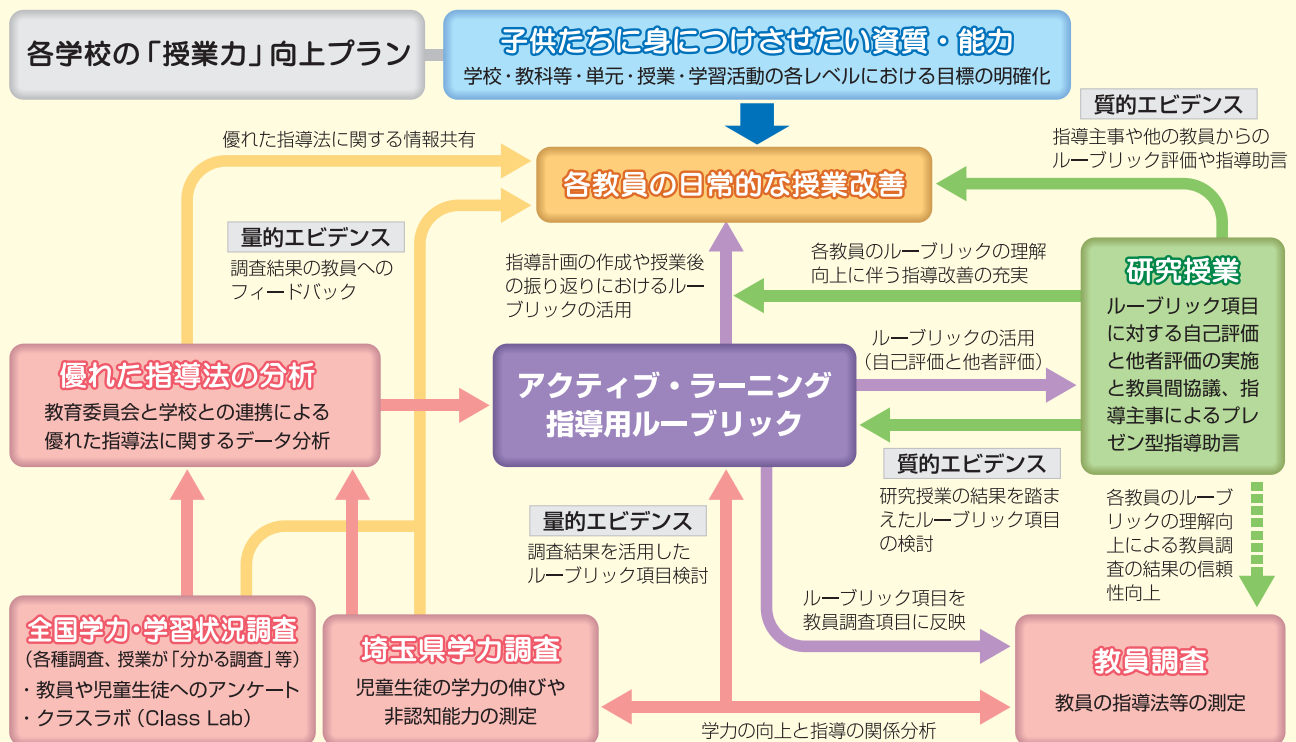 各学校の「授業力」向上プラン
子供たちに身につけさせたい資質・能力
学校・教科等・単元・授業・学習活動の各レベルにおける目標の明確化
質的エビデンス
指導主事や他の教員からの
ルーブリック評価や指導助言
優れた指導法に関する情報共有
各教員の日常的な授業改善
量的エビデンス
調査結果の教員への
フィードバック
指導計画の作成や授業後
の振り返りにおけるルー
ブリックの活用
各教員のルーブリックの理解
向上に伴う指導改善の充実
研究授業
ルーブリック項目
に対する自己評価
と他者評価の実施
と教員間協議、指
導主事によるプレ
ゼン型指導助言
優れた指導法の分析
教育委員会と学校との連携による
優れた指導法に関するデータ分析
アクティブ・ラーニング
指導用ルーブリック
ルーブリックの活用
（自己評価と他者評価）
質的エビデンス
研究授業の結果を踏ま
えたルーブリック項目
の検討
量的エビデンス
調査結果を活用した
ルーブリック項目検討
各教員のルーブ
リックの理解向
上による教員調
査の結果の信頼
性向上
ルーブリック項目を
教員調査項目に反映
全国学力・学習状況調査
（各種調査、授業が「分かる調査」等）
・教員や児童生徒へのアンケート
・クラスラボ（Class Lab）
埼玉県学力調査
児童生徒の学力の伸びや
非認知能力の測定
教員調査
教員の指導法等の測定
学力の向上と指導の関係分析